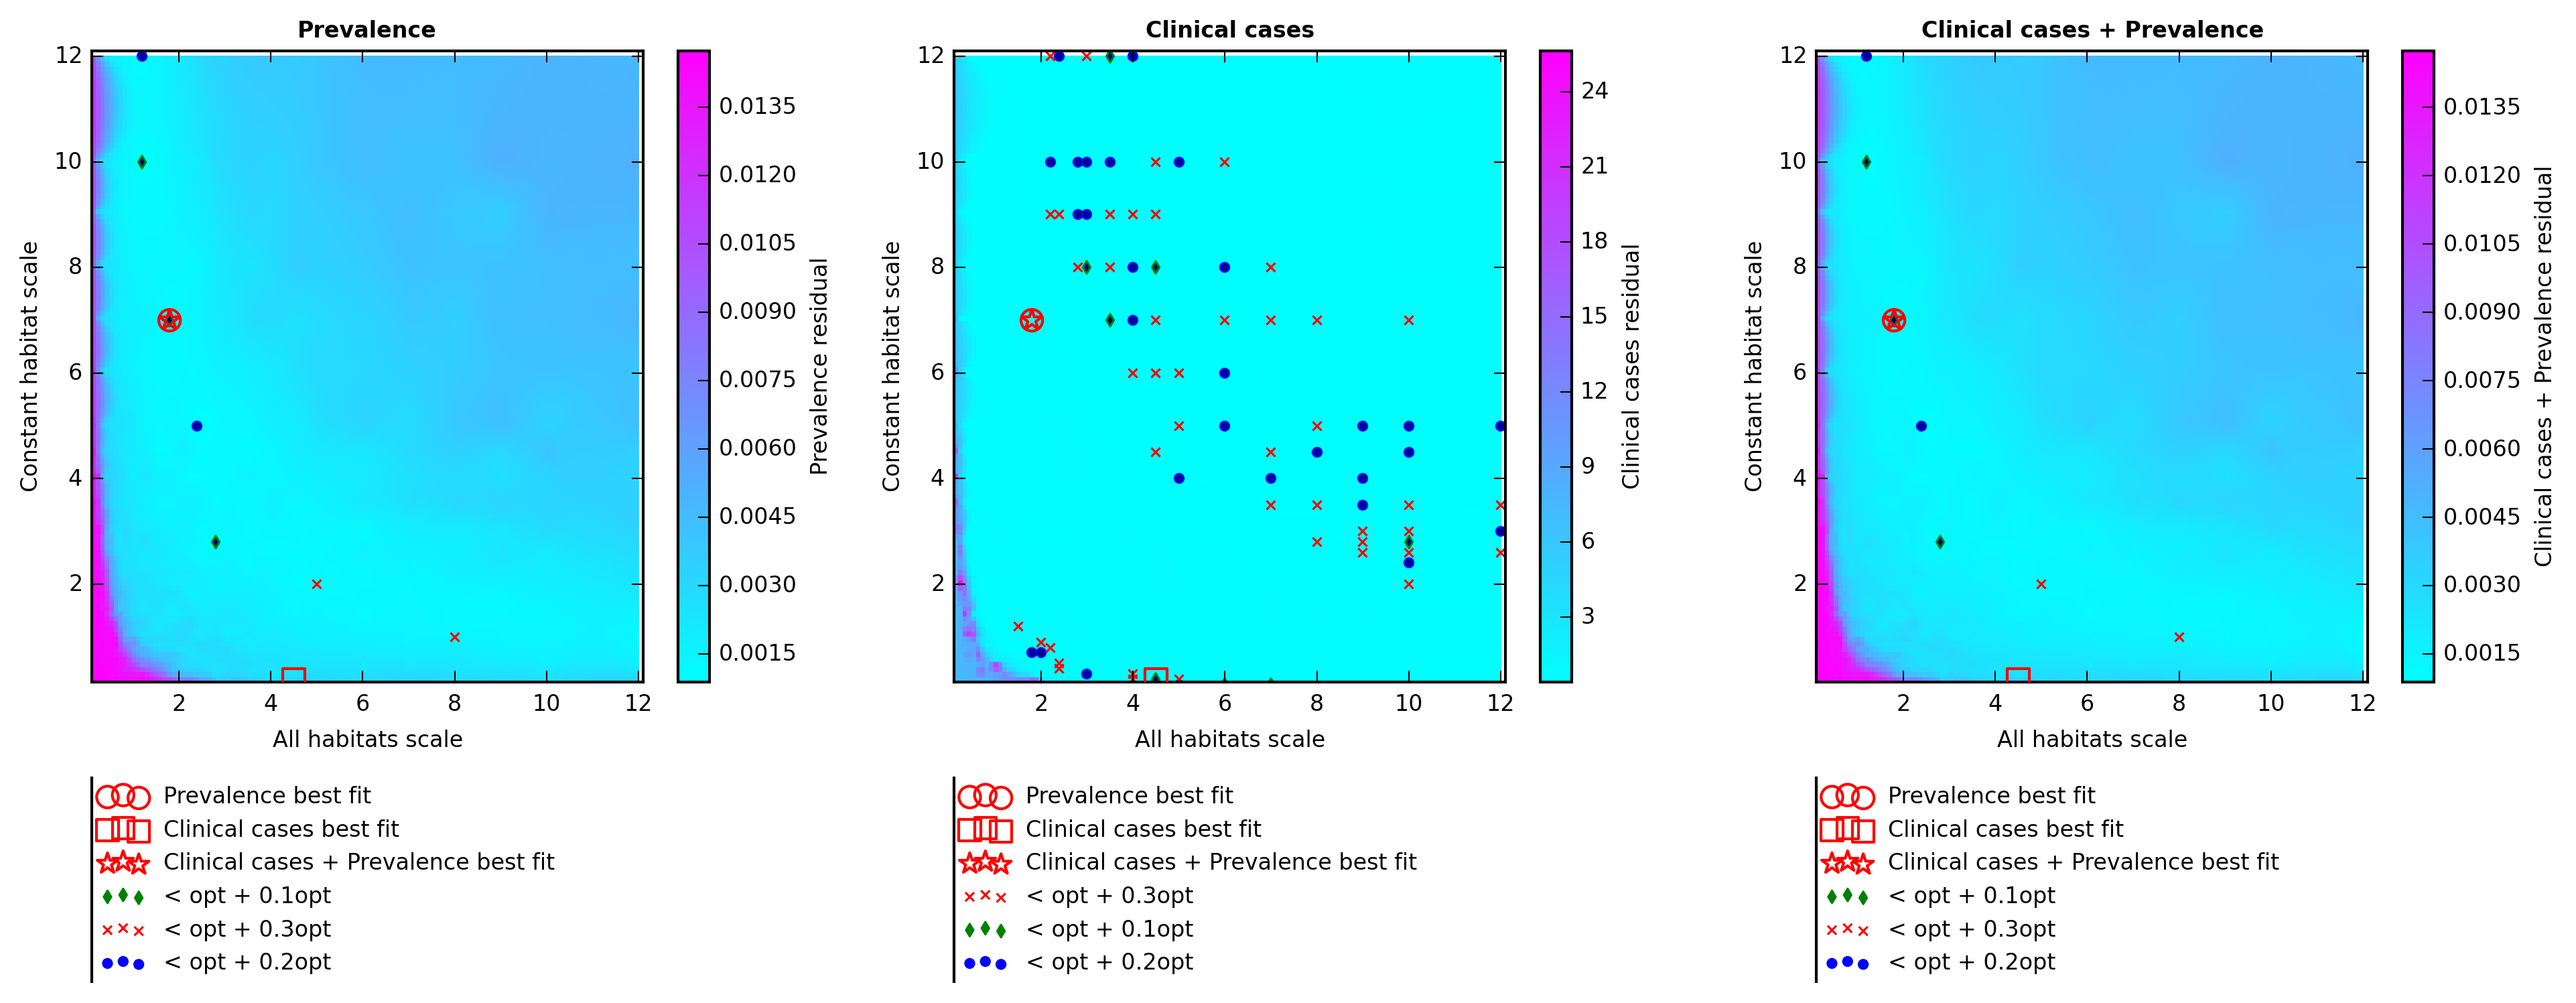 Prevalence
12
10
8
6
4
2
2
4
6
8
10
12
Constant habitat scale
All habitats scale
0.0135
0.0120
0.0105
0.0090
0.0075
0.0060
0.0045
0.0030
0.0015
Prevalence residual
Prevalence best fit
Clinical cases best fit
Clinical cases + Prevalence best fit
< opt + 0.1opt
< opt + 0.3opt
< opt + 0.2opt
Clinical cases
12
10
8
6
4
2
2
4
6
8
10
12
Constant habitat scale
All habitats scale
24
21
18
15
12
9
6
3
Clinical cases residual
Prevalence best fit
Clinical cases best fit
Clinical cases + Prevalence best fit
< opt + 0.3opt
< opt + 0.1opt
< opt + 0.2opt
Clinical cases + Prevalence
12
10
8
6
4
2
2
4
6
8
10
12
Constant habitat scale
All habitats scale
0.0135
0.0120
0.0105
0.0090
0.0075
0.0060
0.0045
0.0030
0.0015
Clinical cases + Prevalence residual
Prevalence best fit
Clinical cases best fit
Clinical cases + Prevalence best fit
< opt + 0.1opt
< opt + 0.3opt
< opt + 0.2opt